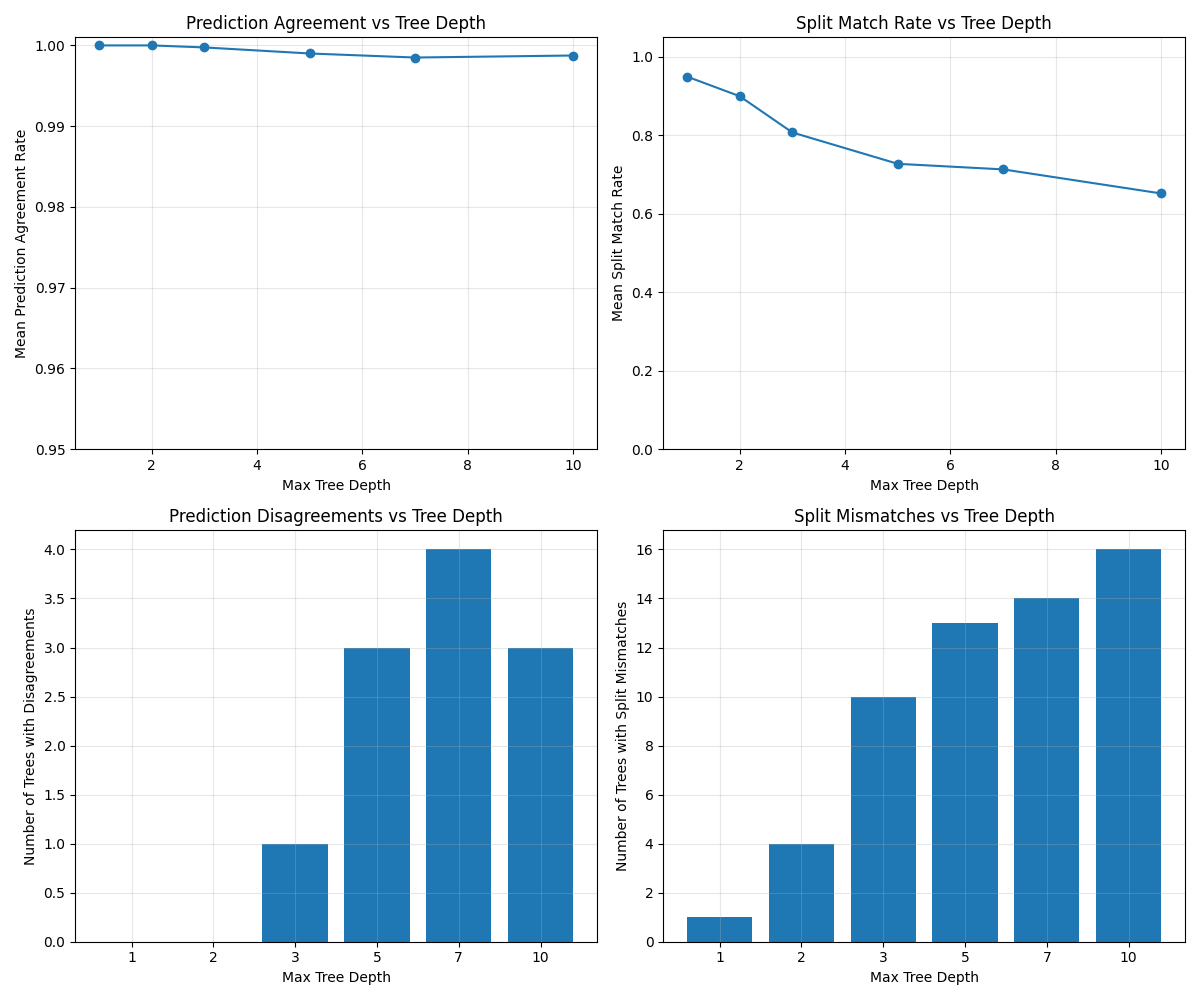 Prediction Agreement vs Tree Depth
Mean Prediction Agreement Rate
1.00
0.99
0.98
0.97
0.96
0.95
2 4 6 8 10
Max Tree Depth
Split Match Rate vs Tree Depth
Mean Split Match Rate
1.0
0.8
0.6
0.4
0.2
0.0
2 4 6 8 10
Max Tree Depth
Prediction Disagreements vs Tree Depth
Number of Trees with Disagreements
4.0
3.5
3.0
2.5
2.0
1.5
1.0
0.5
0.0
1 2 3 5 7 10
Max Tree Depth
Split Mismatches vs Tree Depth
Number of Trees with Split Mismatches
16
14
12
10
8
6
4
2
0
1 2 3 5 7 10
Max Tree Depth